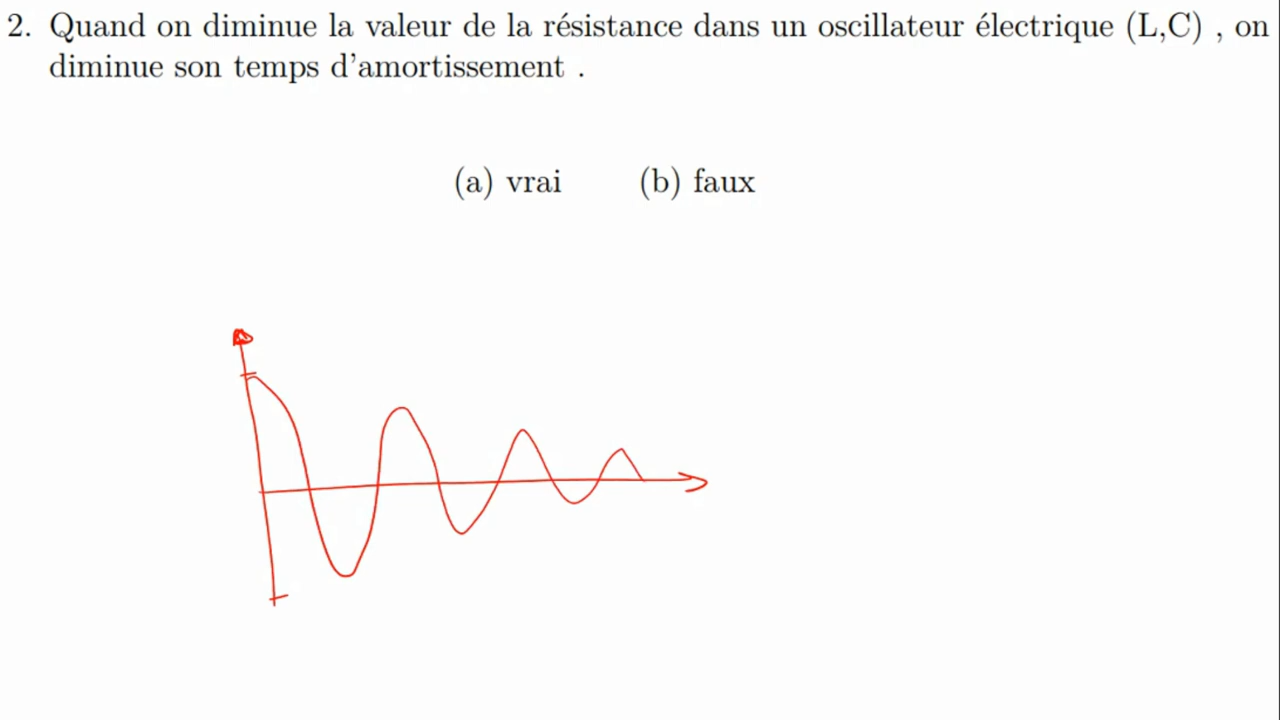 2. Quand on diminue la valeur de la résistance dans un oscillateur électrique (L,C) , on
diminue son temps d'amortissement .
(a) vrai (b) faux